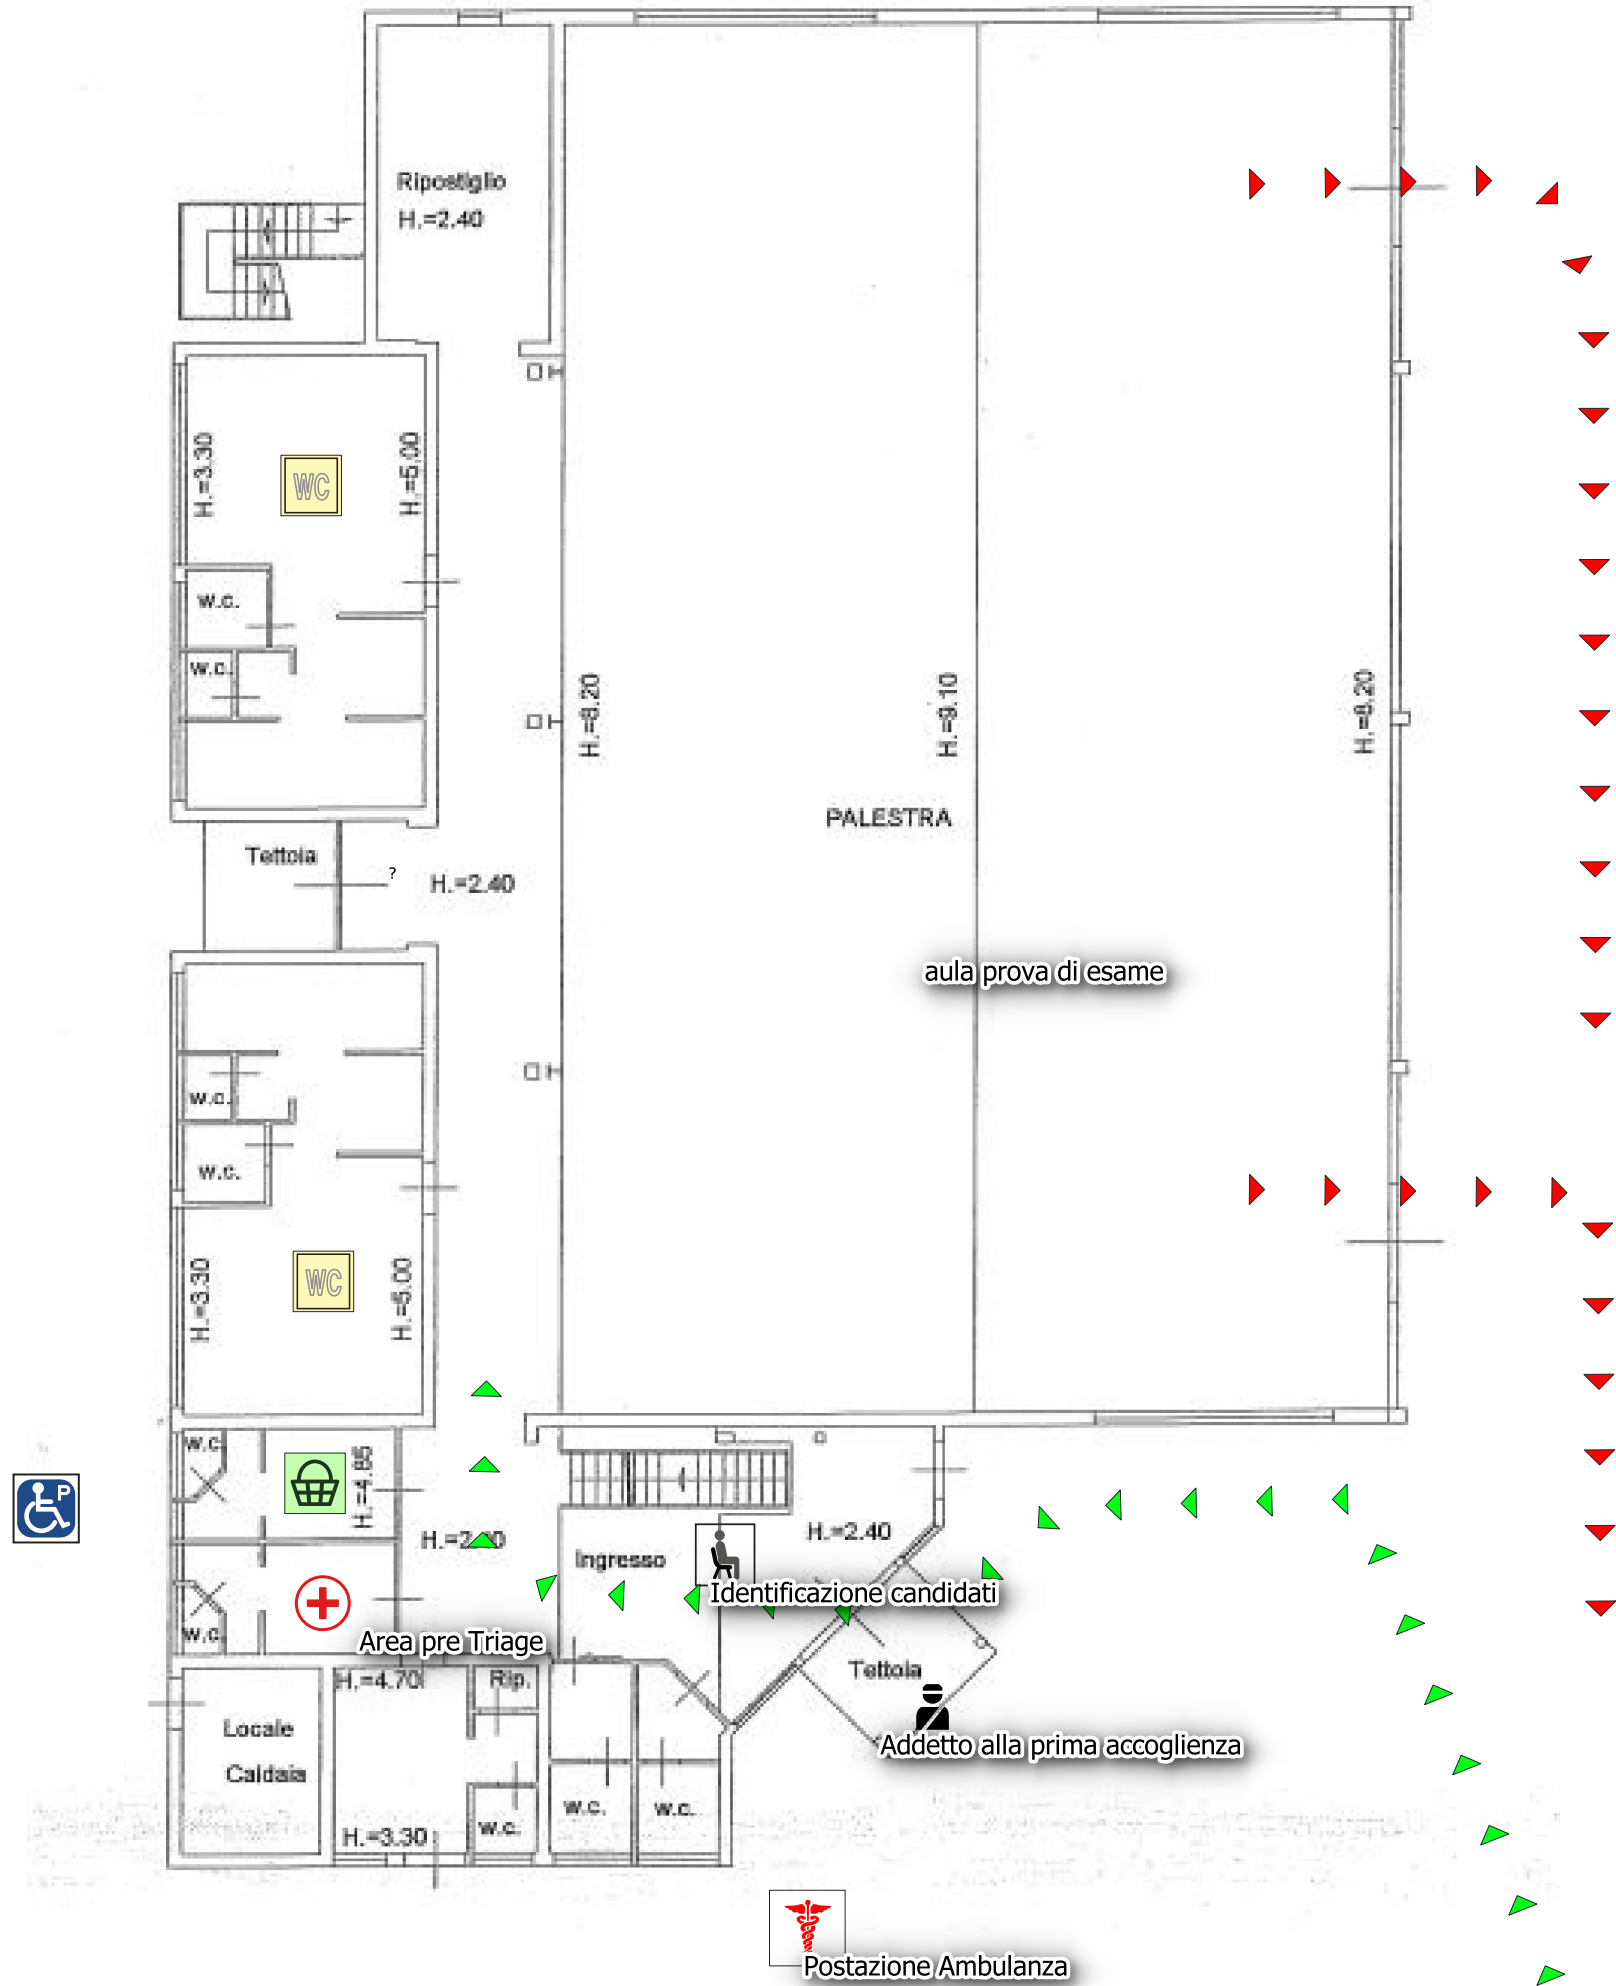 Ripostiglio
H.=2.40
H.=3.30
H.=5.00
WC
w.c.
w.c.
H.=8.20
H.=9.10
H.=8.20
PALESTRA
Tettoia
?
H.=2.40
aula prova di esame
w.c.
w.c.
H.=3.30
WC
H.=5.00
w.c.
H.=4.85
P
H.=2.40
Ingresso
H.=2.40
Identificazione candidati
w.c.
Area pre Triage
H.=4.70
Rip.
Tettoia
Locale
Caldaia
Addetto alla prima accoglienza
H.=3.30
w.c.
w.c.
w.c.
Postazione Ambulanza